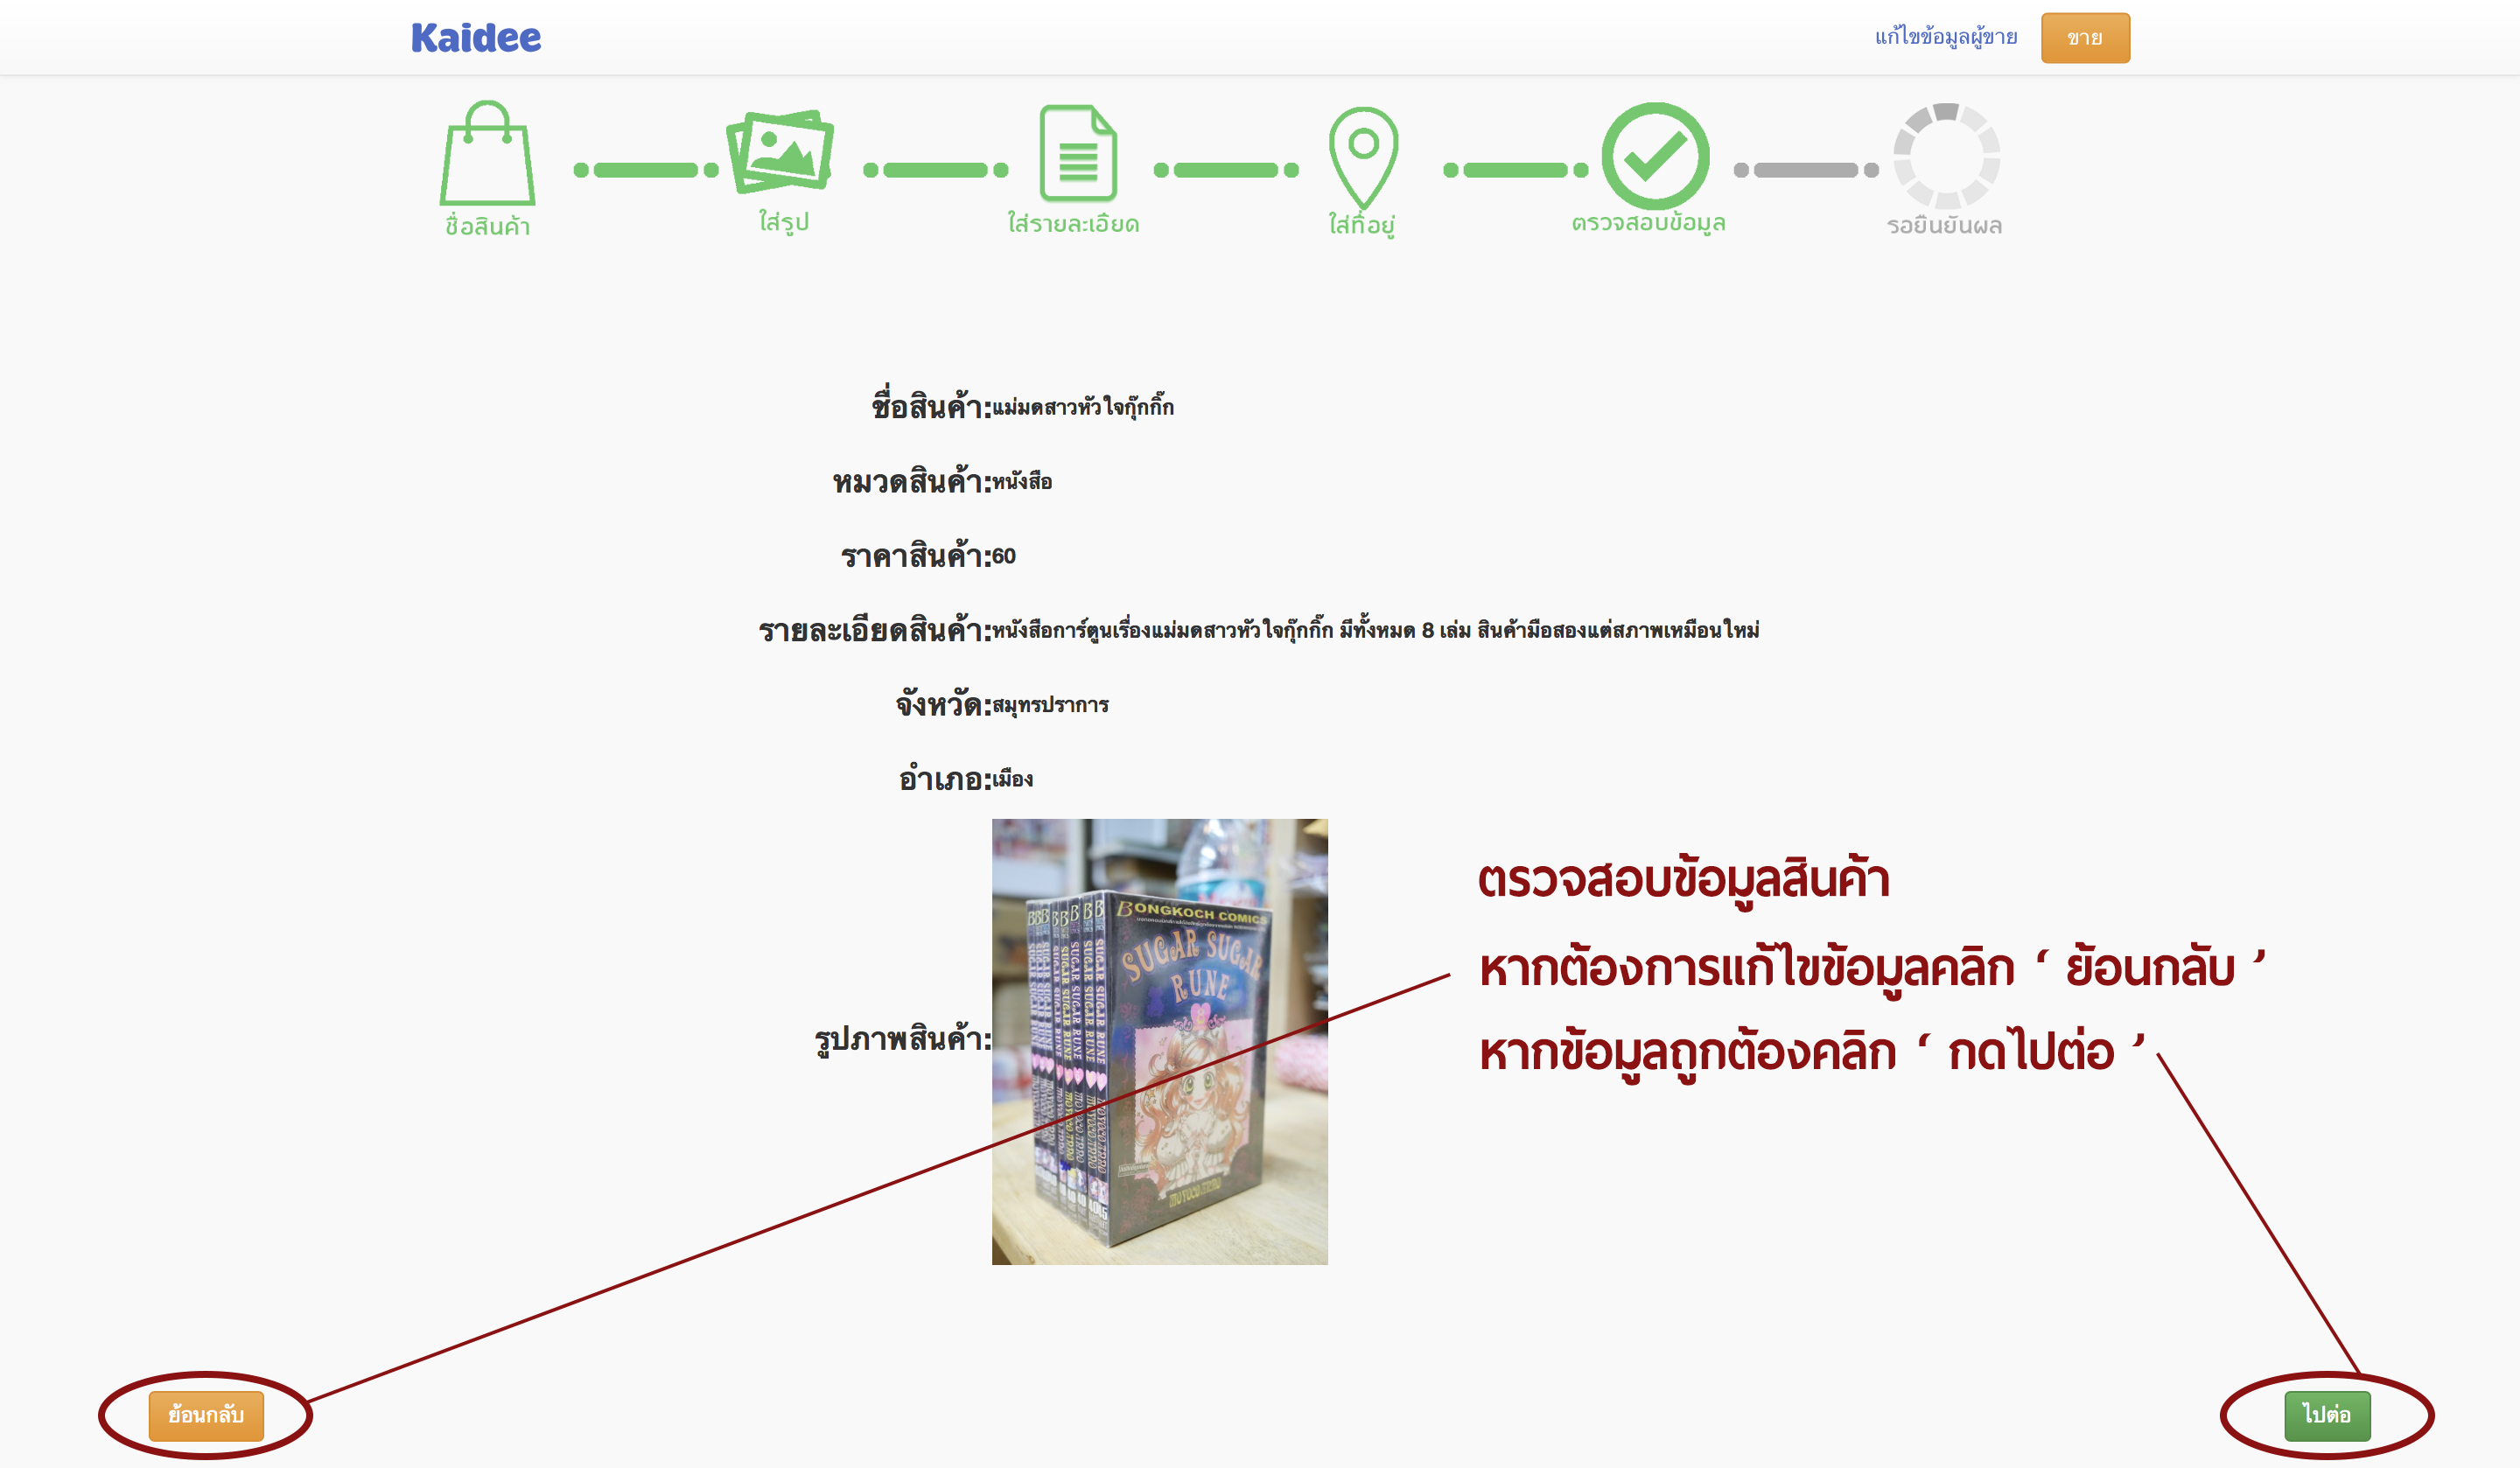 Kaidee
แก้ไขข้อมูลผู้ขาย ขาย
ชื่อสินค้า ใส่รูป ใส่รายละเอียด ใส่ที่อยู่ ตรวจสอบข้อมูล รอยืนยันผล
ชื่อสินค้า:แม่มดสาวหัวใจกุ๊กกิ๊ก
หมวดสินค้า:หนังสือ
ราคาสินค้า:60
รายละเอียดสินค้า:หนังสือการ์ตูนเรื่องแม่มดสาวหัวใจกุ๊กกิ๊ก มีทั้งหมด 8 เล่ม สินค้ามือสองแต่สภาพเหมือนใหม่
จังหวัด:สมุทรปราการ
อำเภอ:เมือง
รูปภาพสินค้า:
BONGKOCH COMICS
SUGAR SUGAR
RUNE
ตรวจสอบข้อมูลสินค้า
หากต้องการแก้ไขข้อมูลคลิก ‘ ย้อนกลับ ’
หากข้อมูลถูกต้องคลิก ‘ กดไปต่อ ’
ย้อนกลับ
ไปต่อ